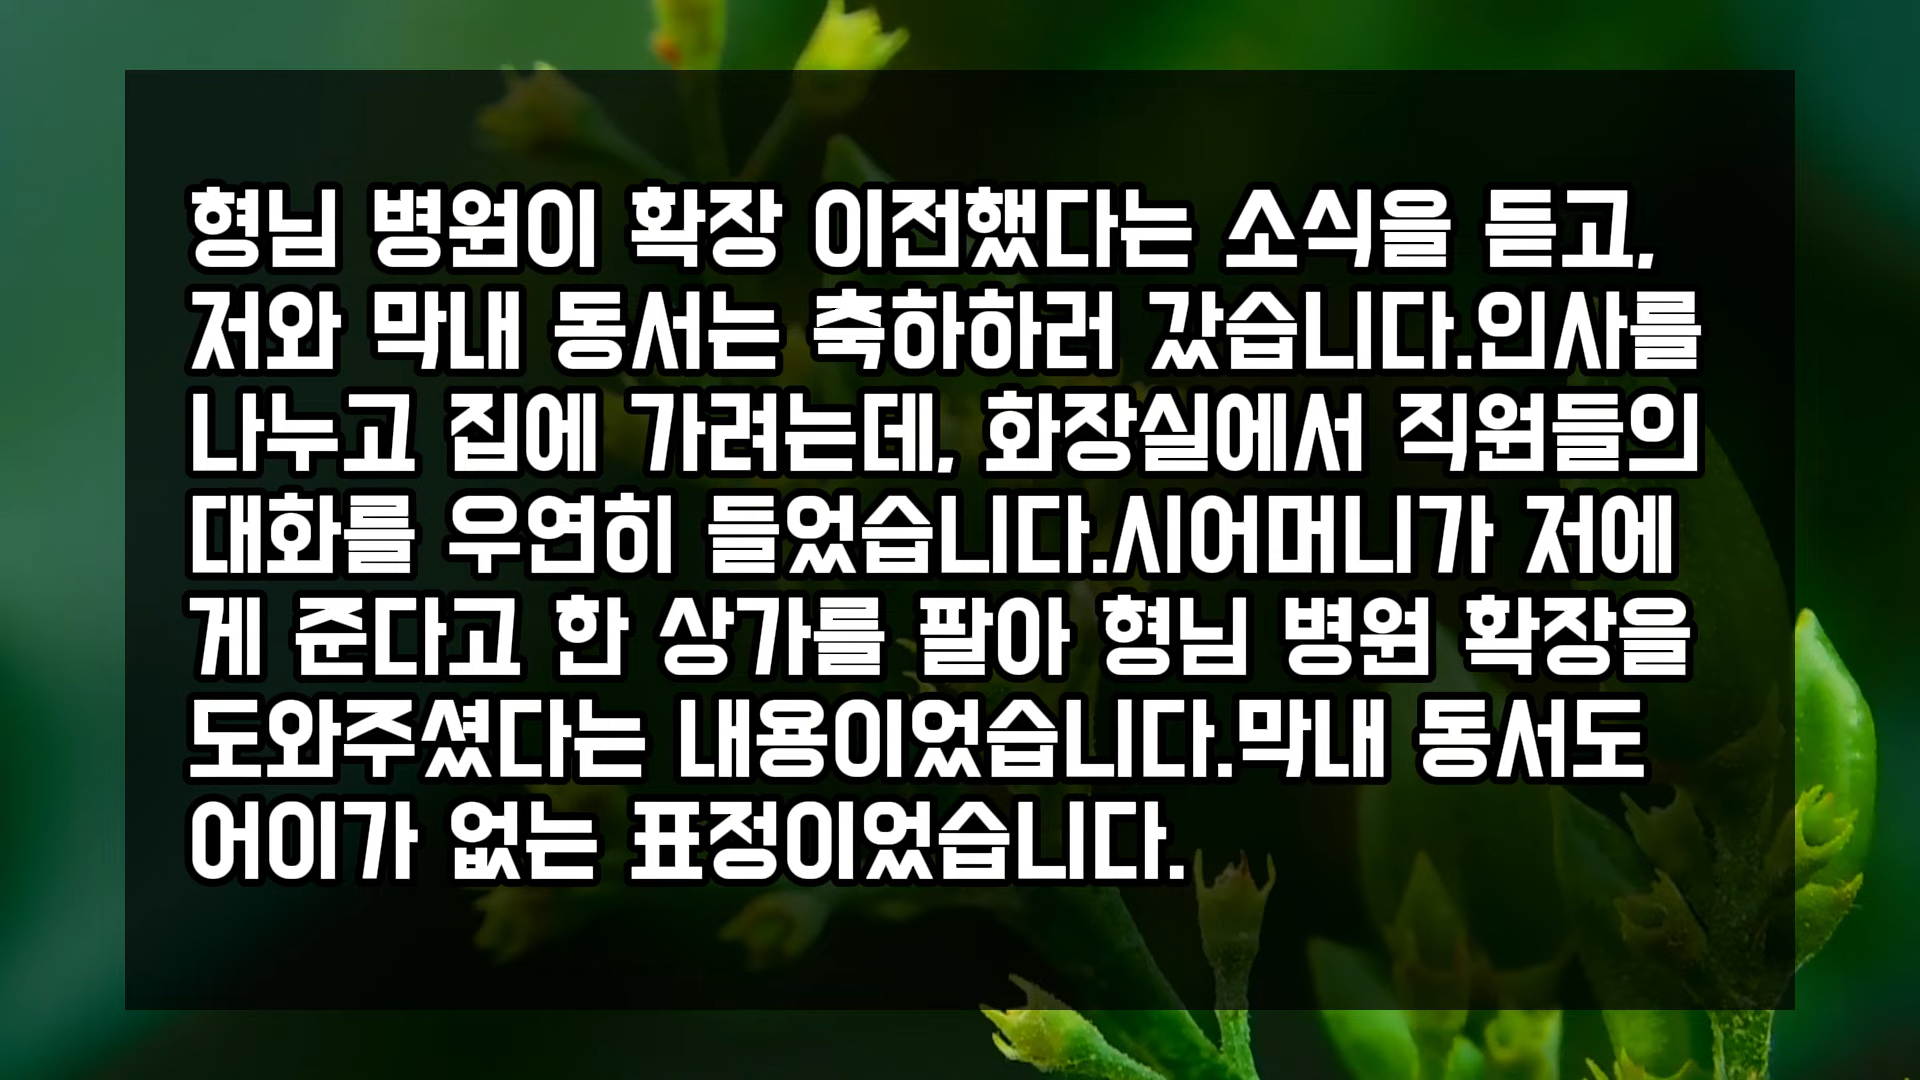 형님 병원이 확장 이전했다는 소식을 듣고,
저와 막내 동서는 축하하러 갔습니다.인사를
나누고 집에 가려는데, 화장실에서 직원들의
대화를 우연히 들었습니다.시어머니가 저에
게 준다고 한 상가를 팔아 형님 병원 확장을
도와주셨다는 내용이었습니다.막내 동서도
어이가 없는 표정이었습니다.